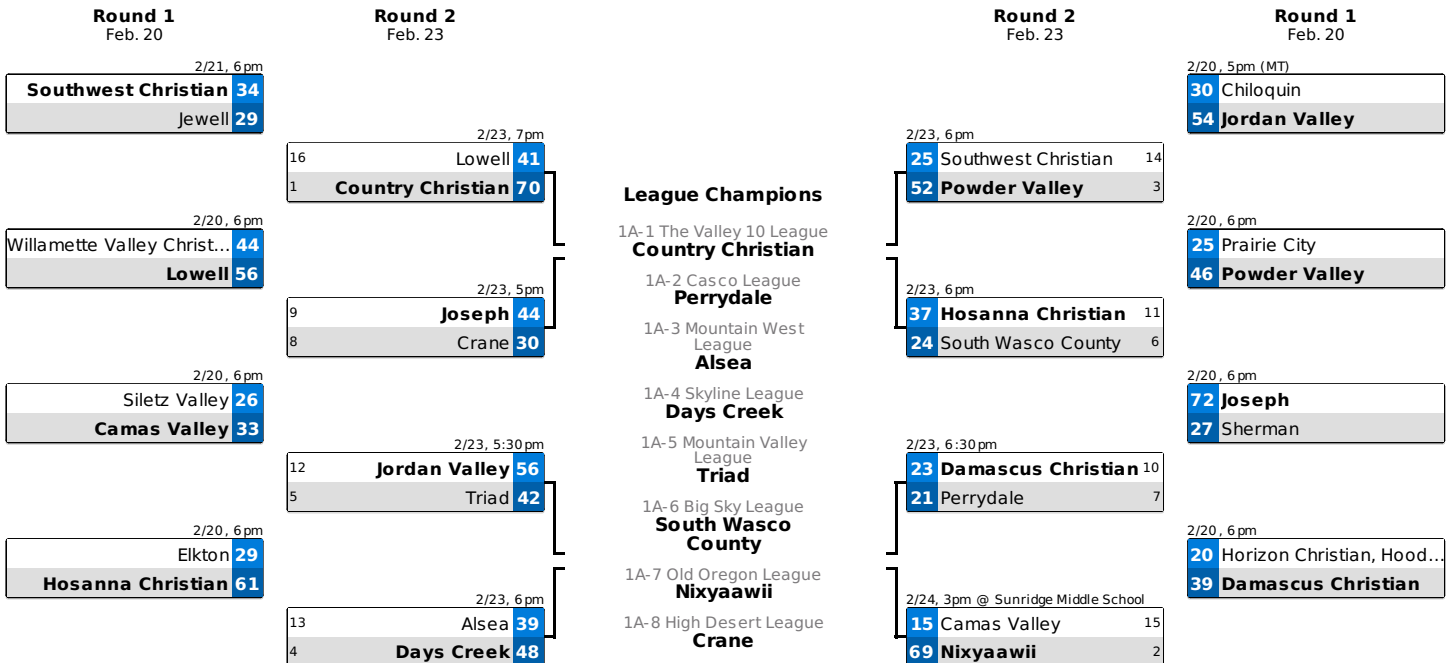 Round 1
Feb. 20
2/21, 6pm
Southwest Christian 34
Jewell 29
2/20, 6pm
Willamette Valley Christ... 44
Lowell 56
2/20, 6pm
Siletz Valley 26
Camas Valley 33
2/20, 6pm
Elkton 29
Hosanna Christian 61
Round 2
Feb. 23
2/23, 7pm
16 Lowell 41
1 Country Christian 70
2/23, 5pm
9 Joseph 44
8 Crane 30
2/23, 5:30pm
12 Jordan Valley 56
5 Triad 42
2/23, 6pm
13 Alsea 39
4 Days Creek 48
League Champions
1A-1 The Valley 10 League
Country Christian
1A-2 Casco League
Perrydale
1A-3 Mountain West
League
Alsea
1A-4 Skyline League
Days Creek
1A-5 Mountain Valley
League
Triad
1A-6 Big Sky League
South Wasco
County
1A-7 Old Oregon League
Nixyaawii
1A-8 High Desert League
Crane
Round 2
Feb. 23
2/23, 6pm
25 Southwest Christian 14
52 Powder Valley 3
2/23, 6pm
37 Hosanna Christian 11
24 South Wasco County 6
2/23, 6:30pm
23 Damascus Christian 10
21 Perrydale 7
2/24, 3pm @ Sunridge Middle School
15 Camas Valley 15
69 Nixyaawii 2
Round 1
Feb. 20
2/20, 5pm (MT)
30 Chiloquin
54 Jordan Valley
2/20, 6pm
25 Prairie City
46 Powder Valley
2/20, 6pm
72 Joseph
27 Sherman
2/20, 6pm
20 Horizon Christian, Hood...
39 Damascus Christian